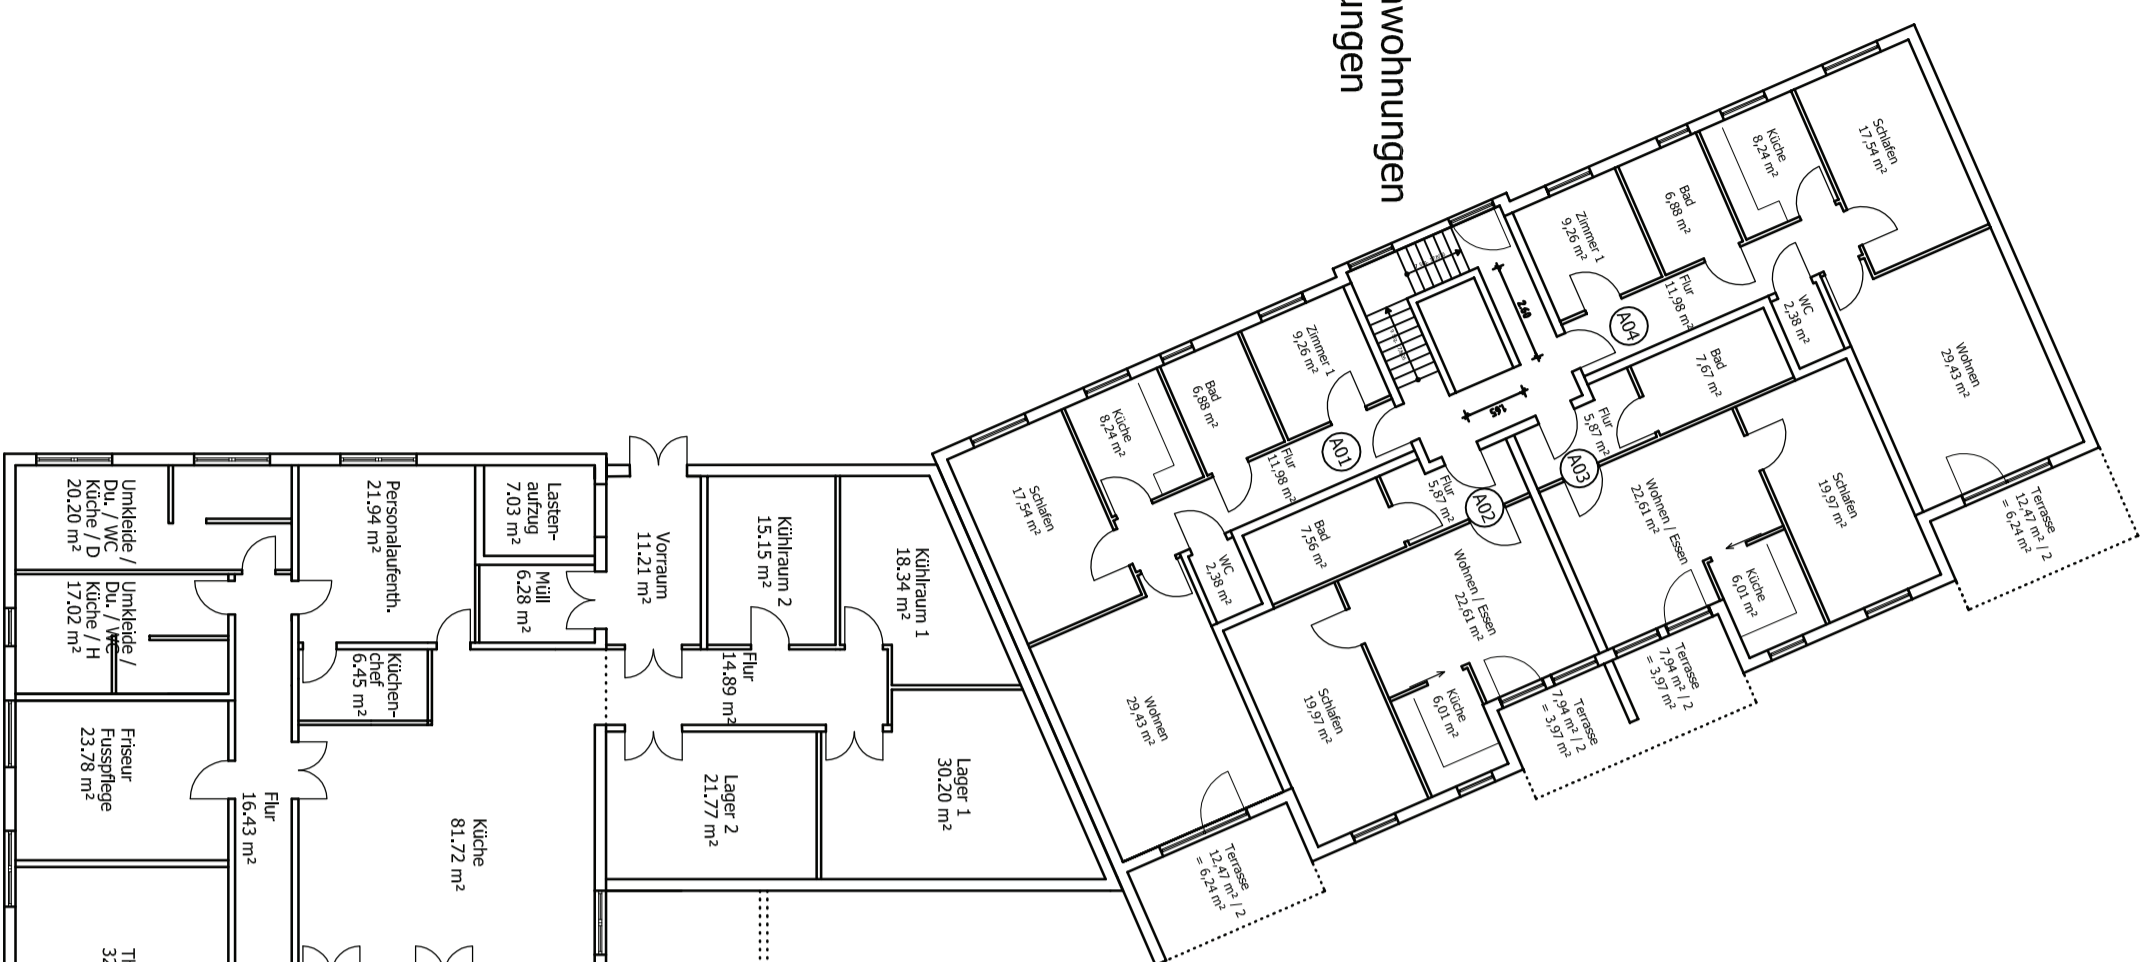 nwohnungen
ungen
Schlafen
17,54 m²
Küche
8,24 m²
Bad
6,88 m²
Zimmer 1
9,26 m²
Flur
11,98 m²
WC
2,38 m²
Wohnen
29,43 m²
A04
2.60
1.65
Bad
7,67 m²
Flur
5,87 m²
A03
Wohnen / Essen
22,61 m²
Schlafen
19,97 m²
Küche
6,01 m²
Terrasse
12,47 m² / 2
= 6,24 m²
Terrasse
7,94 m² / 2
= 3,97 m²
Zimmer 1
9,26 m²
Bad
6,88 m²
Küche
8,24 m²
Schlafen
17,54 m²
Flur
11,98 m²
A01
WC
2,38 m²
Wohnen
29,43 m²
Terrasse
12,47 m² / 2
= 6,24 m²
Flur
5,87 m²
A02
Bad
7,56 m²
Wohnen / Essen
22,61 m²
Schlafen
19,97 m²
Küche
6,01 m²
Terrasse
7,94 m² / 2
= 3,97 m²
Kühlraum 1
18.34 m²
Kühlraum 2
15.15 m²
Vorraum
11.21 m²
Flur
14.89 m²
Lager 1
30.20 m²
Lager 2
21.77 m²
Lasten-
aufzug
7.03 m²
Müll
6.28 m²
Personalaufenth.
21.94 m²
Küchen-
chef
6.45 m²
Küche
81.72 m²
Flur
16.43 m²
Umkleide /
Du. / WC
Küche / D
20.20 m²
Umkleide /
Du. / WC
Küche / H
17.02 m²
Friseur
Fusspflege
23.78 m²